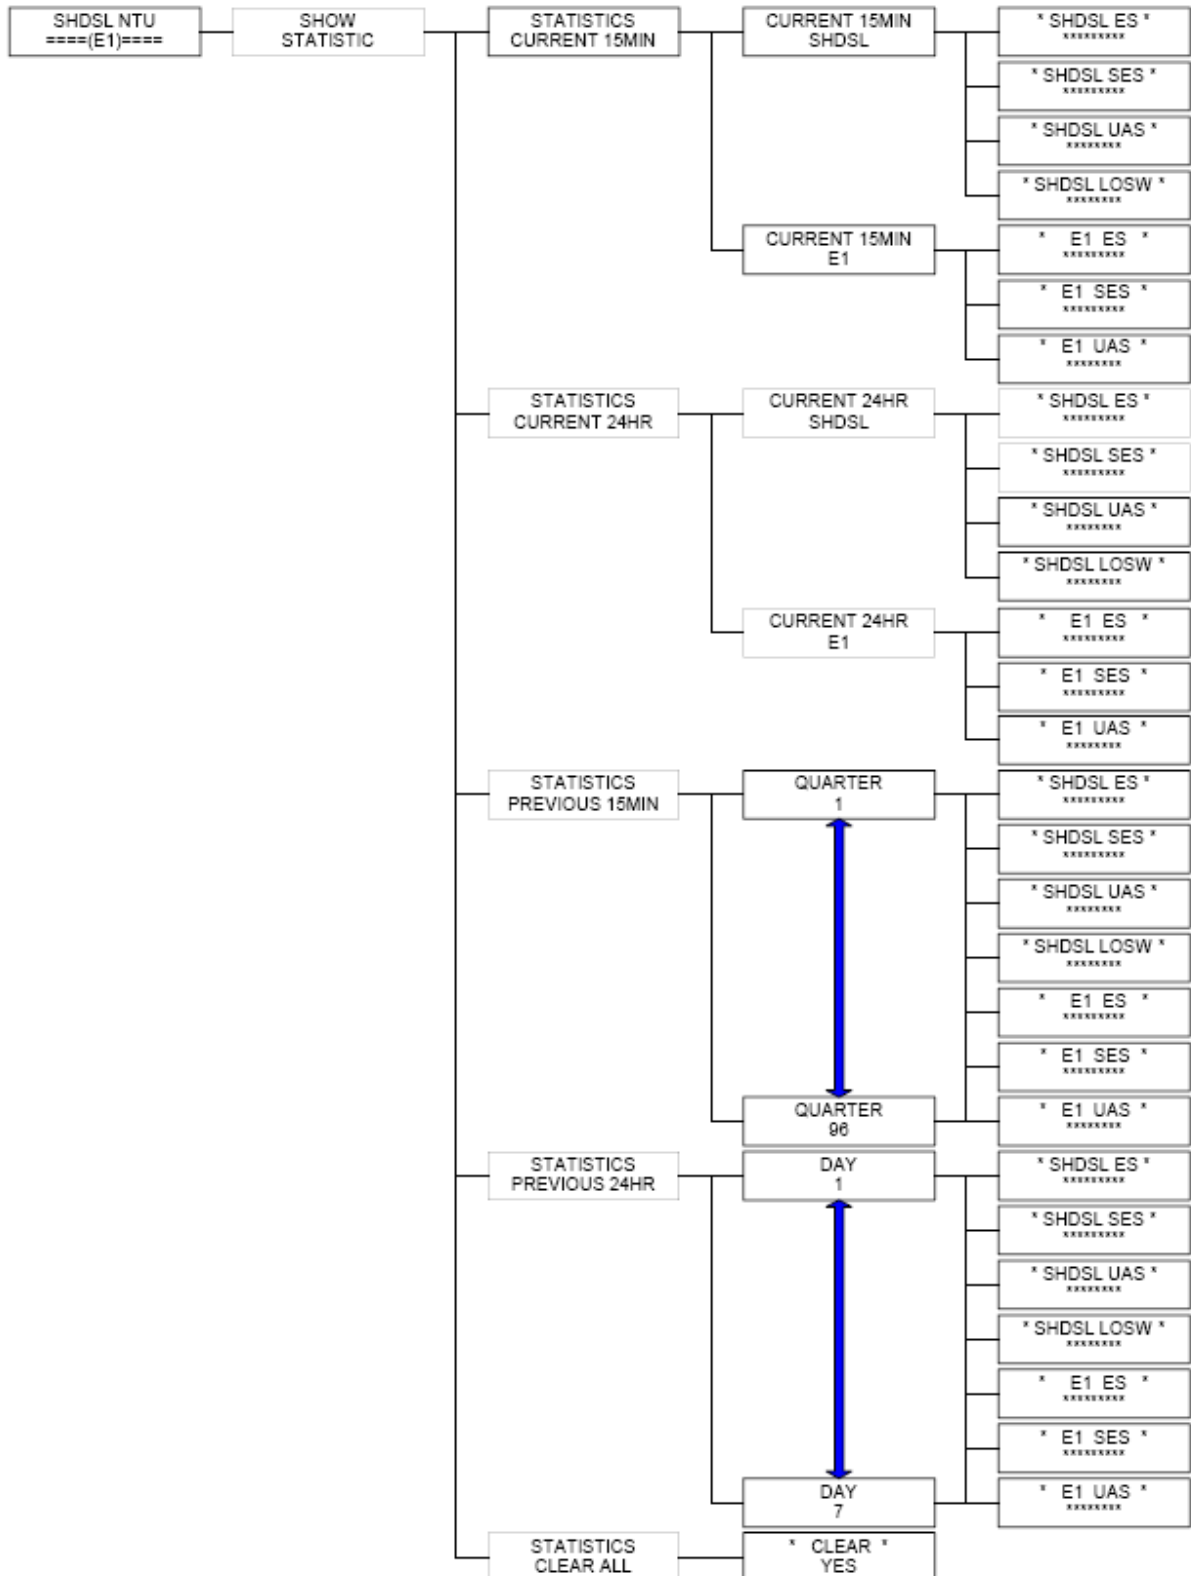 SHDSL NTU
====(E1)====
SHOW
STATISTIC
STATISTICS
CURRENT 15MIN
CURRENT 15MIN
SHDSL
* SHDSL ES *
*********
* SHDSL SES *
*********
* SHDSL UAS *
********
* SHDSL LOSW *
********
CURRENT 15MIN
E1
* E1 ES *
*********
* E1 SES *
*********
* E1 UAS *
********
STATISTICS
CURRENT 24HR
CURRENT 24HR
SHDSL
* SHDSL ES *
*********
* SHDSL SES *
*********
* SHDSL UAS *
********
* SHDSL LOSW *
********
CURRENT 24HR
E1
* E1 ES *
*********
* E1 SES *
*********
* E1 UAS *
********
STATISTICS
PREVIOUS 15MIN
QUARTER
1
* SHDSL ES *
*********
* SHDSL SES *
*********
* SHDSL UAS *
********
* SHDSL LOSW *
********
* E1 ES *
*********
* E1 SES *
*********
QUARTER
96
* E1 UAS *
********
STATISTICS
PREVIOUS 24HR
DAY
1
* SHDSL ES *
*********
* SHDSL SES *
*********
* SHDSL UAS *
********
* SHDSL LOSW *
********
* E1 ES *
*********
* E1 SES *
*********
DAY
7
* E1 UAS *
********
STATISTICS
CLEAR ALL
* CLEAR *
YES